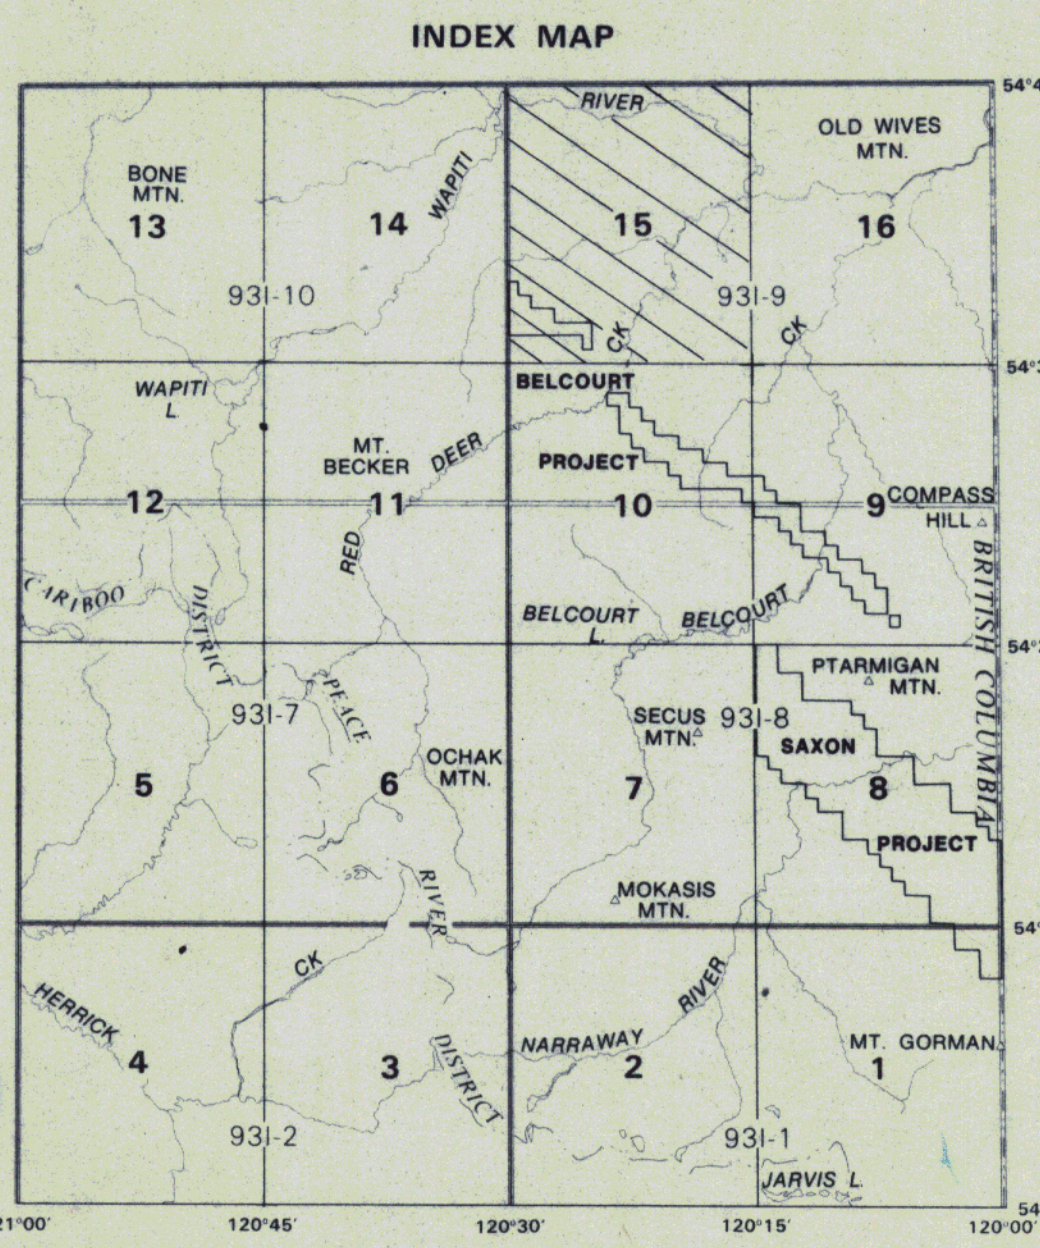 INDEX MAP
54°4
RIVER
OLD WIVES
MTN.
BONE
MTN.
WAPITI
13
14
15
16
93I-10
93I-9
CK
CK
54°3
BELCOURT
WAPITI
L.
MT.
BECKER
DEER
PROJECT
12
11
10
9
COMPASS
HILL
RED
CARIBOO
DISTRICT
BELCOURT
L.
BELCOURT
BRITISH COLUMBIA
54°2
PTARMIGAN
MTN.
PEACE
93I-7
SECUS
MTN.
93I-8
SAXON
OCHAK
MTN.
5
6
7
8
PROJECT
RIVER
MOKASIS
MTN.
54°
CK
HERRICK
RIVER
NARRAWAY
MT. GORMAN
4
3
2
1
DISTRICT
93I-2
93I-1
JARVIS L.
54
21°00'
120°45'
120°30'
120°15'
120°00'